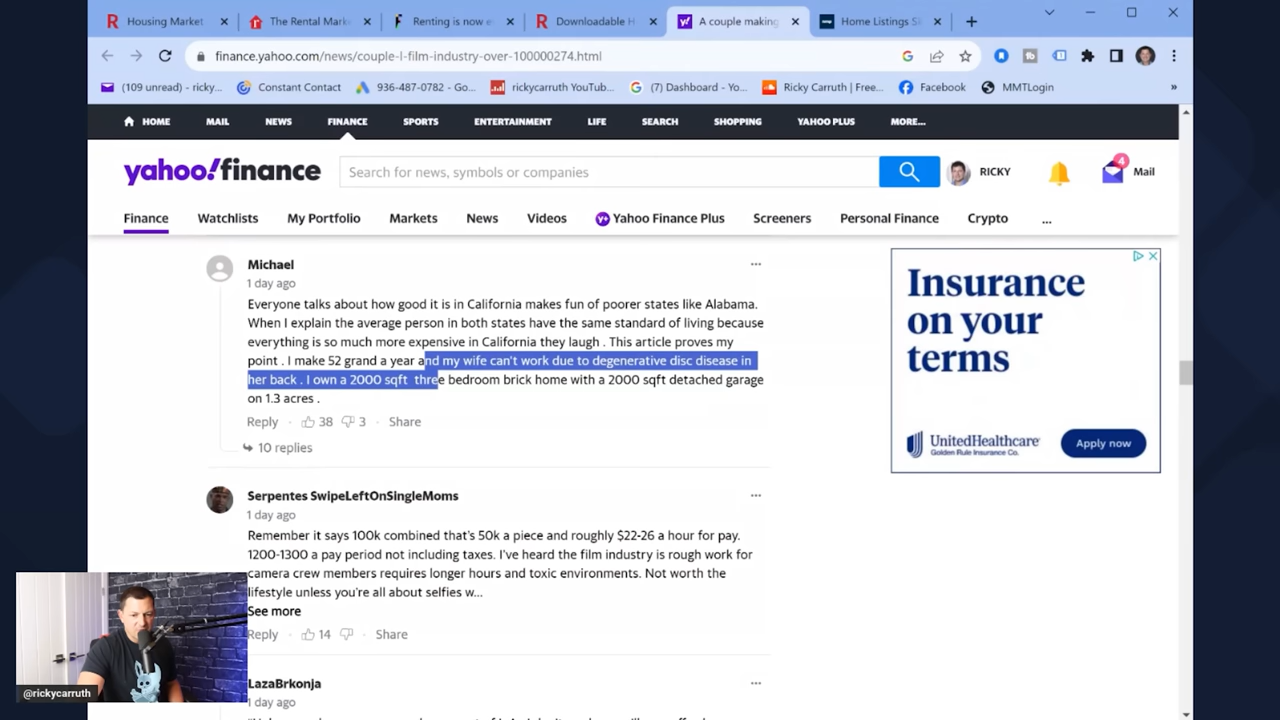 Housing Market
The Rental Mark
Renting is now e
Downloadable H
A couple making
Home Listings Sk
finance.yahoo.com/news/couple-l-film-industry-over-100000274.html
(109 unread) - ricky...
Constant Contact
936-487-0782 - Go...
rickycarruth YouTub...
(7) Dashboard - Yo...
Ricky Carruth | Free...
Facebook
MMTLogin
»
HOME
MAIL
NEWS
FINANCE
SPORTS
ENTERTAINMENT
LIFE
SEARCH
SHOPPING
YAHOO PLUS
MORE...
yahoo!finance
Search for news, symbols or companies
RICKY
4
Mail
Finance
Watchlists
My Portfolio
Markets
News
Videos
Y+ Yahoo Finance Plus
Screeners
Personal Finance
Crypto
...
Michael
1 day ago
Everyone talks about how good it is in California makes fun of poorer states like Alabama.
When I explain the average person in both states have the same standard of living because
everything is so much more expensive in California they laugh . This article proves my
point . I make 52 grand a year and my wife can't work due to degenerative disc disease in
her back . I own a 2000 sqft three bedroom brick home with a 2000 sqft detached garage
on 1.3 acres .
Reply 38 3 Share
10 replies
Serpentes SwipeLeftOnSingleMoms
1 day ago
Remember it says 100k combined that's 50k a piece and roughly $22-26 a hour for pay.
1200-1300 a pay period not including taxes. I've heard the film industry is rough work for
camera crew members requires longer hours and toxic environments. Not worth the
lifestyle unless you're all about selfies w...
See more
Reply 14 Share
LazaBrkonja
1 day ago
Insurance
on your
terms
UnitedHealthcare
Golden Rule Insurance Co.
Apply now
@rickycarruth